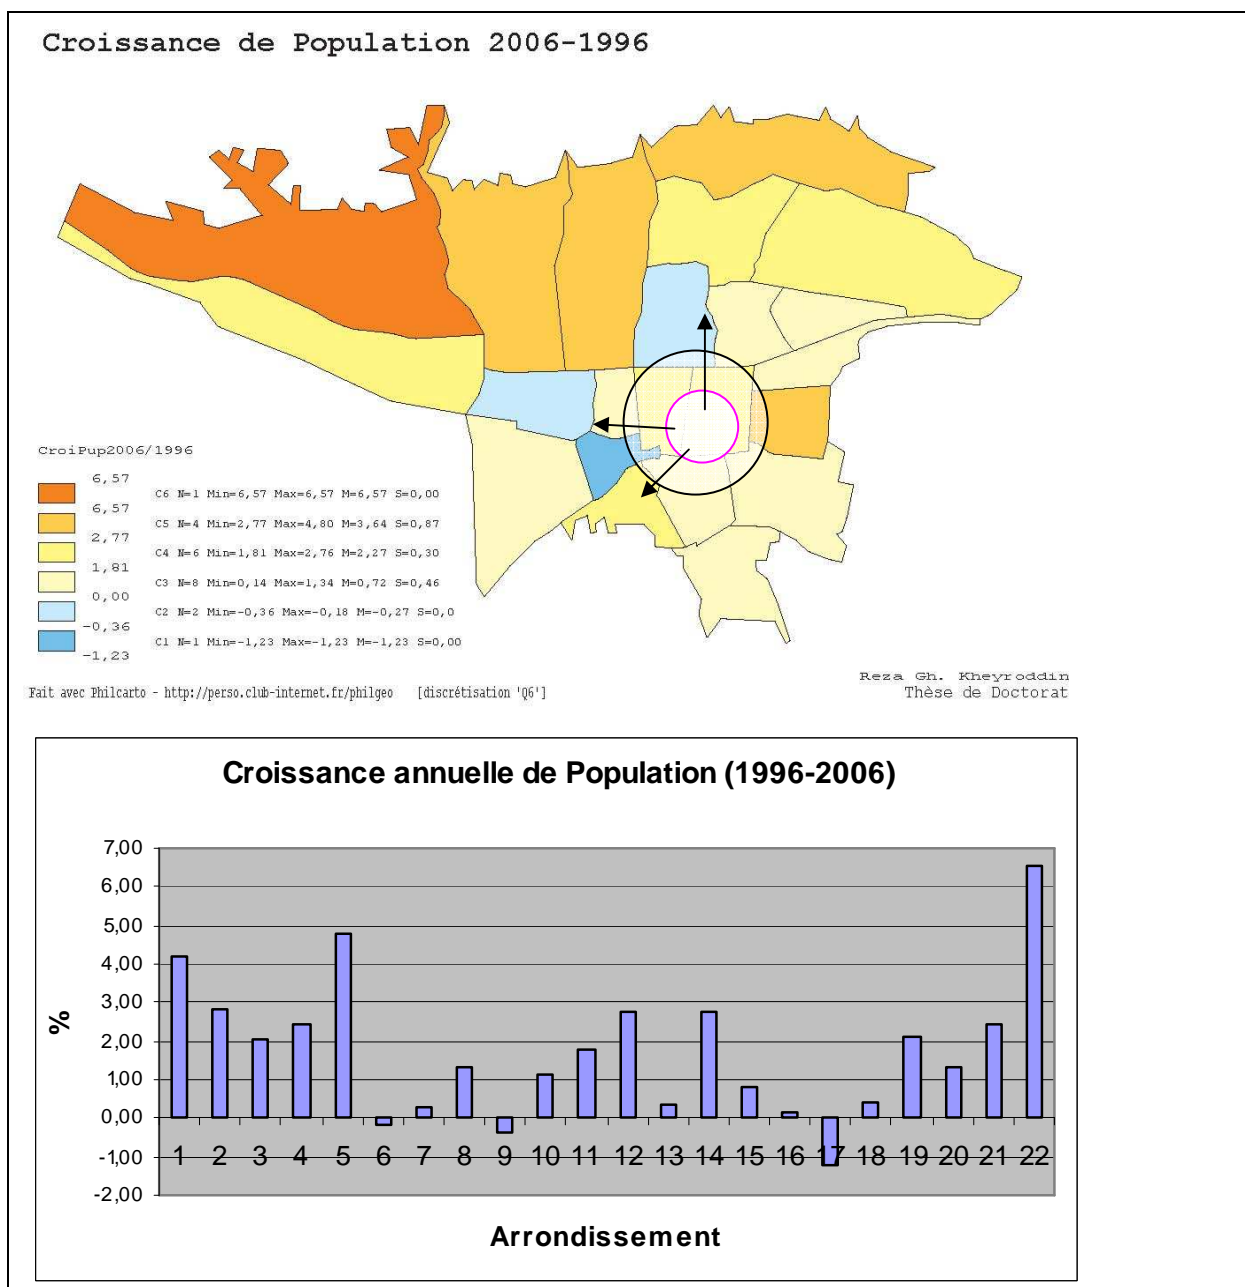 Croissance de Population 2006-1996
CroiPup2006/1996
6,57
C6 N=1 Min=6,57 Max=6,57 M=6,57 S=0,00
6,57
C5 N=4 Min=2,77 Max=4,80 M=3,64 S=0,87
2,77
C4 N=6 Min=1,81 Max=2,76 M=2,27 S=0,30
1,81
C3 N=8 Min=0,14 Max=1,34 M=0,72 S=0,46
0,00
C2 N=2 Min=-0,36 Max=-0,18 M=-0,27 S=0,0
-0,36
C1 N=1 Min=-1,23 Max=-1,23 M=-1,23 S=0,00
-1,23
Reza Gh. Kheyroddin
Thèse de Doctorat
Fait avec Philcarto - http://perso.club-internet.fr/philgeo [discrétisation 'Q6']
Croissance annuelle de Population (1996-2006)
7,00
6,00
5,00
4,00
3,00
2,00
1,00
0,00
-1,00
-2,00
%
1 2 3 4 5 6 7 8 9 10 11 12 13 14 15 16 17 18 19 20 21 22
Arrondissement